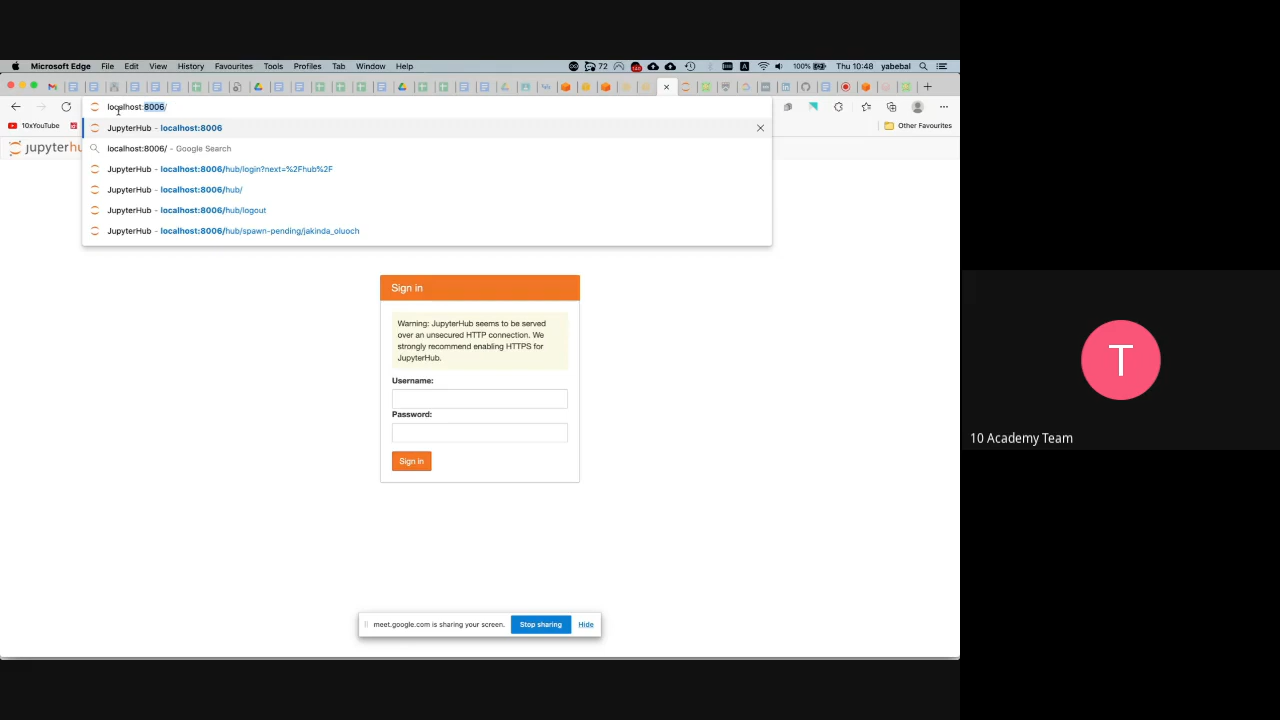 Microsoft Edge File Edit View History Favourites Tools Profiles Tab Window Help 72 A 100% Thu 10:48 yabebal
localhost:8006/
10xYouTube
JupyterHub - localhost:8006
Other Favourites
localhost:8006/ - Google Search
jupyterhu
JupyterHub - localhost:8006/hub/login?next=%2Fhub%2F
JupyterHub - localhost:8006/hub/
JupyterHub - localhost:8006/hub/logout
JupyterHub - localhost:8006/hub/spawn-pending/jakinda_oluoch
Sign in
Warning: JupyterHub seems to be served
over an unsecured HTTP connection. We
strongly recommend enabling HTTPS for
JupyterHub.
Username:
Password:
Sign in
T
10 Academy Team
meet.google.com is sharing your screen. Stop sharing Hide